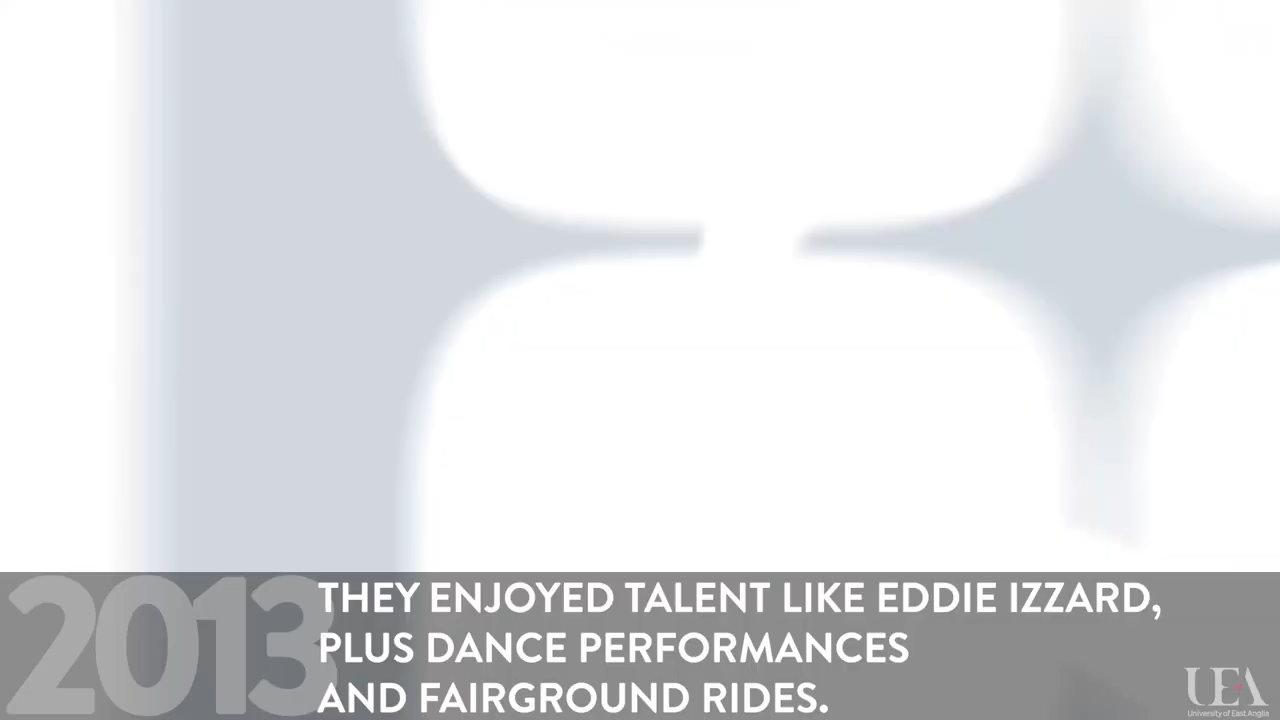 2013
THEY ENJOYED TALENT LIKE EDDIE IZZARD,
PLUS DANCE PERFORMANCES
AND FAIRGROUND RIDES.
UEA
University of East Anglia